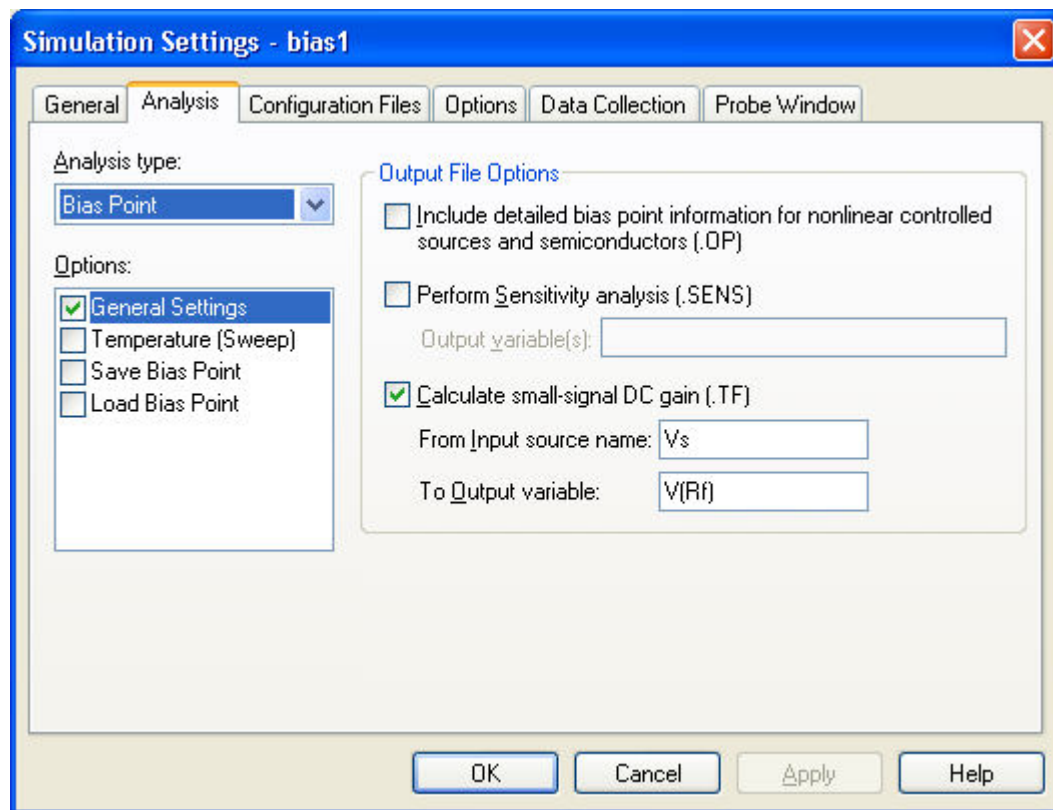 Simulation Settings - bias1
General
Analysis
Configuration Files
Options
Data Collection
Probe Window
Analysis type:
Bias Point
Options:
General Settings
Temperature (Sweep)
Save Bias Point
Load Bias Point
Output File Options
Include detailed bias point information for nonlinear controlled
sources and semiconductors (.OP)
Perform Sensitivity analysis (.SENS)
Output variable(s):
Calculate small-signal DC gain (.TF)
From Input source name: Vs
To Output variable: V(Rf)
OK
Cancel
Apply
Help